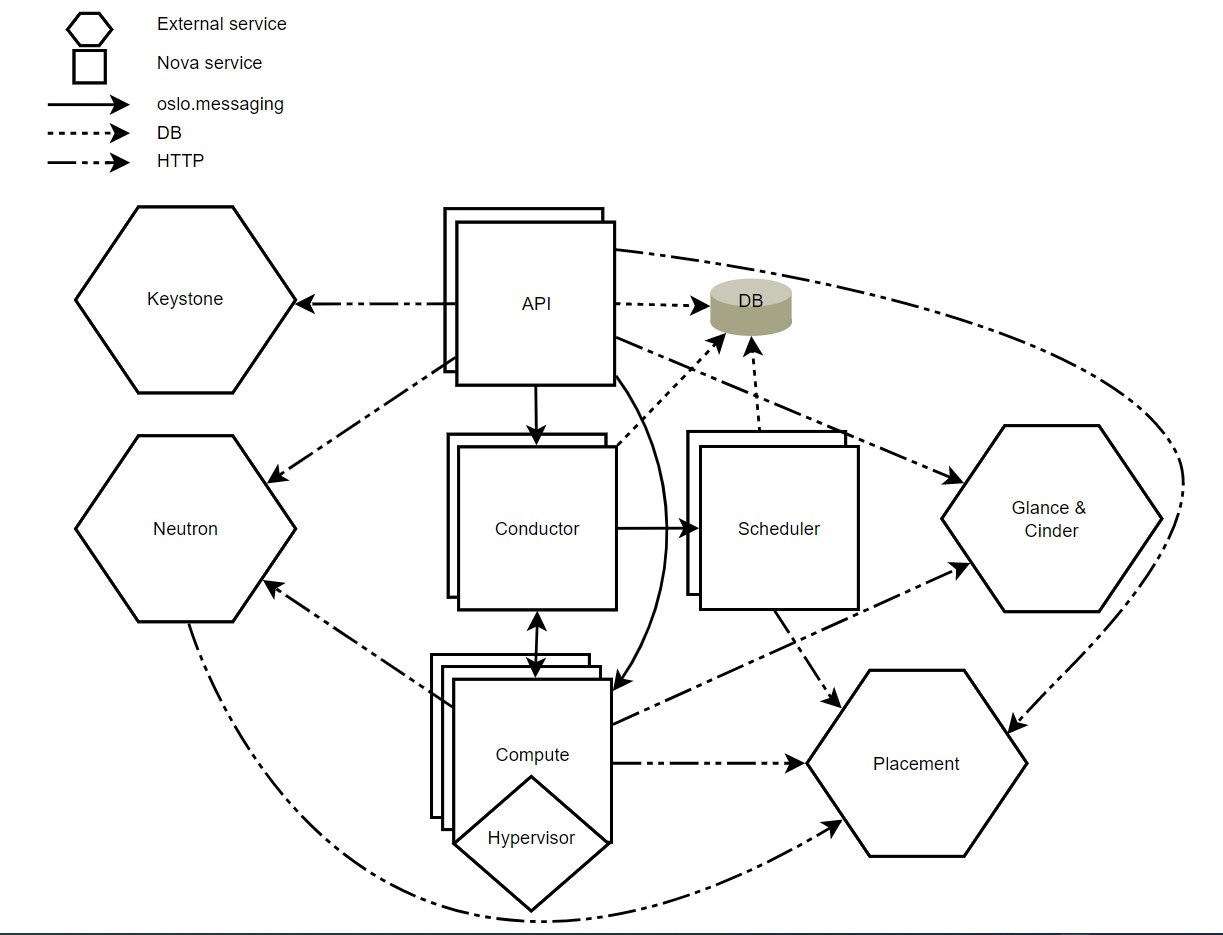 External service
Nova service
oslo.messaging
DB
HTTP
Keystone
API
DB
Neutron
Conductor
Scheduler
Glance &
Cinder
Compute
Placement
Hypervisor